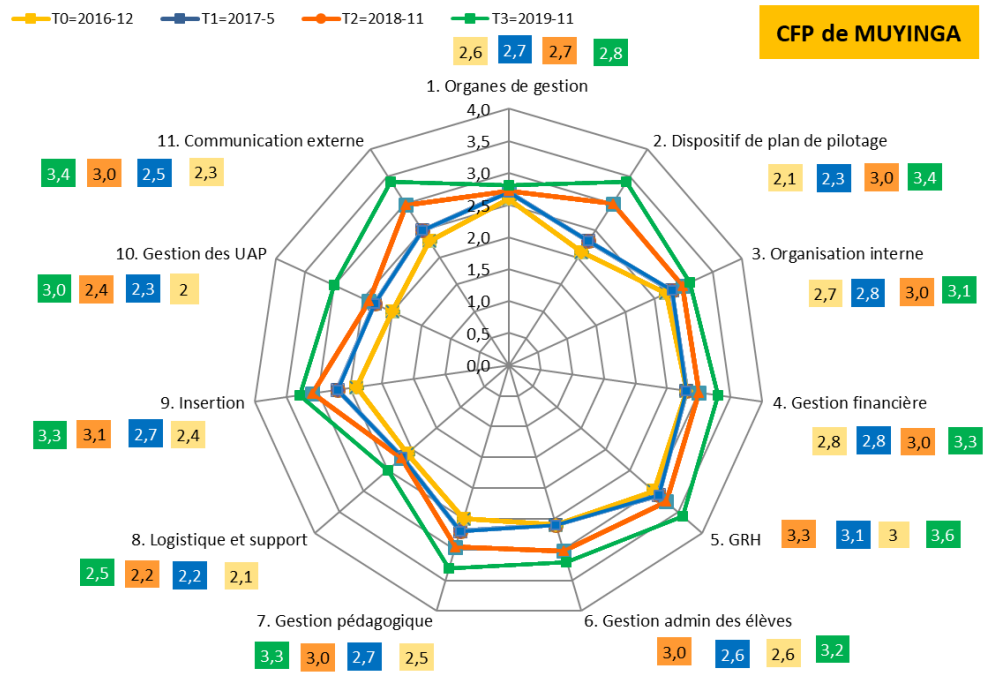 T0=2016-12 T1=2017-5 T2=2018-11 T3=2019-11
CFP de MUYINGA
2,6 2,7 2,7 2,8
1. Organes de gestion
4,0
3,5
3,0
2,5
2,0
1,5
1,0
0,5
0,0
2. Dispositif de plan de pilotage
2,1 2,3 3,0 3,4
3. Organisation interne
2,7 2,8 3,0 3,1
4. Gestion financière
2,8 2,8 3,0 3,3
5. GRH
3,3 3,1 3 3,6
6. Gestion admin des élèves
3,0 2,6 2,6 3,2
7. Gestion pédagogique
3,3 3,0 2,7 2,5
8. Logistique et support
2,5 2,2 2,2 2,1
9. Insertion
3,3 3,1 2,7 2,4
10. Gestion des UAP
3,0 2,4 2,3 2
11. Communication externe
3,4 3,0 2,5 2,3